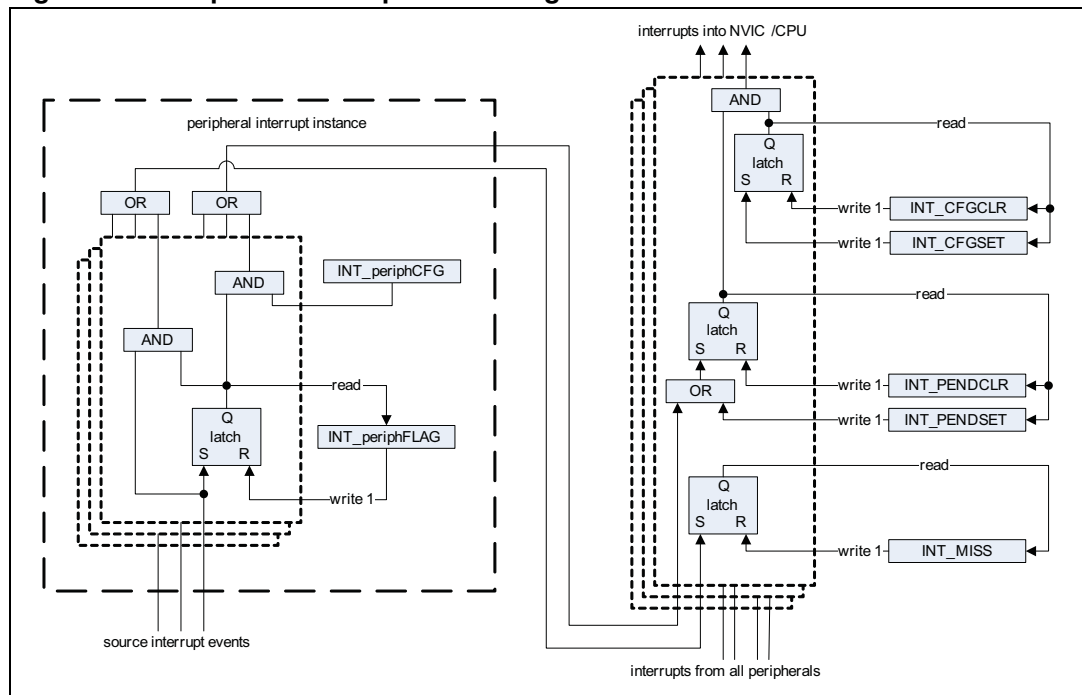 interrupts into NVIC /CPU
AND
read
peripheral interrupt instance
Q
latch
S R
OR
OR
write 1
INT_CFGCLR
write 1
INT_CFGSET
AND
INT_periphCFG
read
Q
latch
AND
S R
read
write 1
INT_PENDCLR
OR
Q
write 1
INT_PENDSET
latch
INT_periphFLAG
S R
read
Q
write 1
latch
S R
write 1
INT_MISS
source interrupt events
interrupts from all peripherals